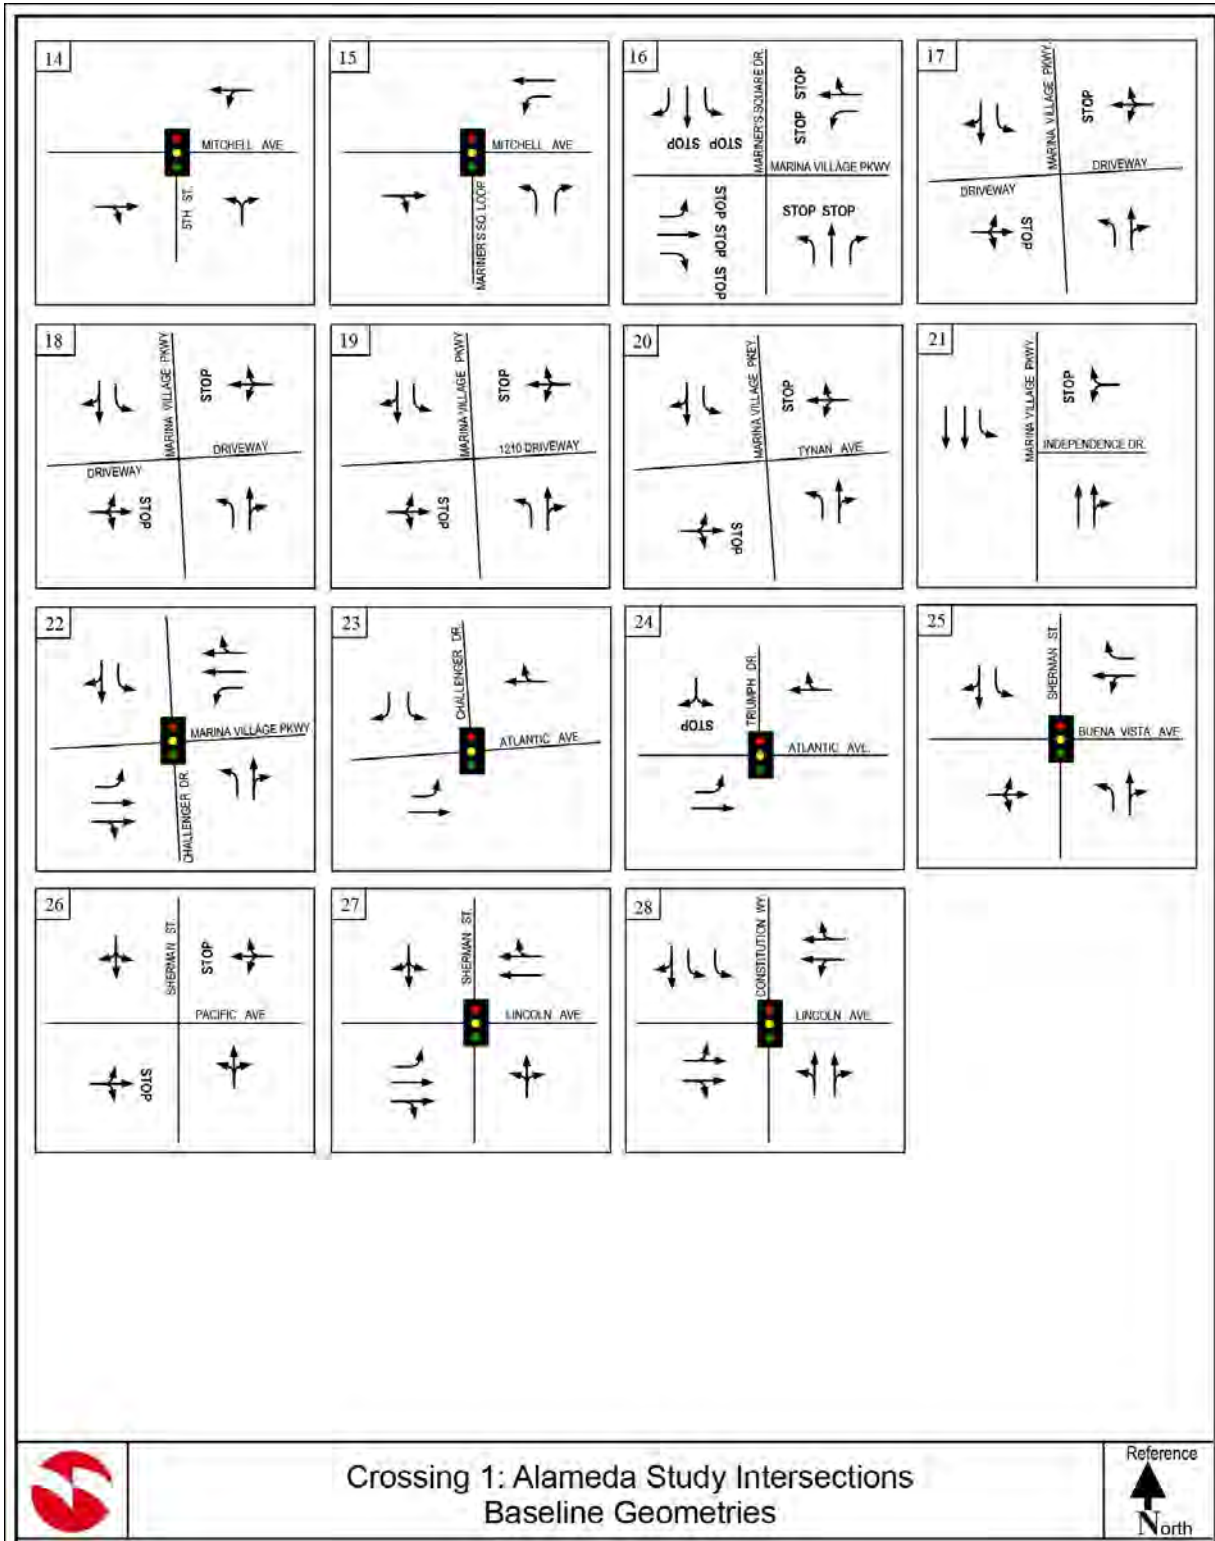 14
MITCHELL AVE
5TH ST.
15
MITCHELL AVE
MARINER'S SQ. LOOP
16
MARINER'S SQUARE DR.
STOP STOP
STOP STOP
MARINA VILLAGE PKWY
STOP STOP STOP
STOP STOP
17
MARINA VILLAGE PKWY.
STOP
DRIVEWAY
DRIVEWAY
STOP
18
MARINA VILLAGE PKWY
STOP
DRIVEWAY
DRIVEWAY
STOP
19
MARINA VILLAGE PKWY
STOP
1210 DRIVEWAY
STOP
20
MARINA VILLAGE PKEY.
STOP
TYNAN AVE.
STOP
21
MARINA VILLAGE PKWY.
STOP
INDEPENDENCE DR.
22
MARINA VILLAGE PKWY
CHALLENGER DR.
23
CHALLENGER DR.
ATLANTIC AVE.
24
TRIUMPH DR.
STOP
ATLANTIC AVE.
25
SHERMAN ST.
BUENA VISTA AVE
26
SHERMAN ST.
STOP
PACIFIC AVE.
STOP
27
SHERMAN ST.
LINCOLN AVE.
28
CONSTITUTION WY.
LINCOLN AVE.
Crossing 1: Alameda Study Intersections
Baseline Geometries
Reference
North